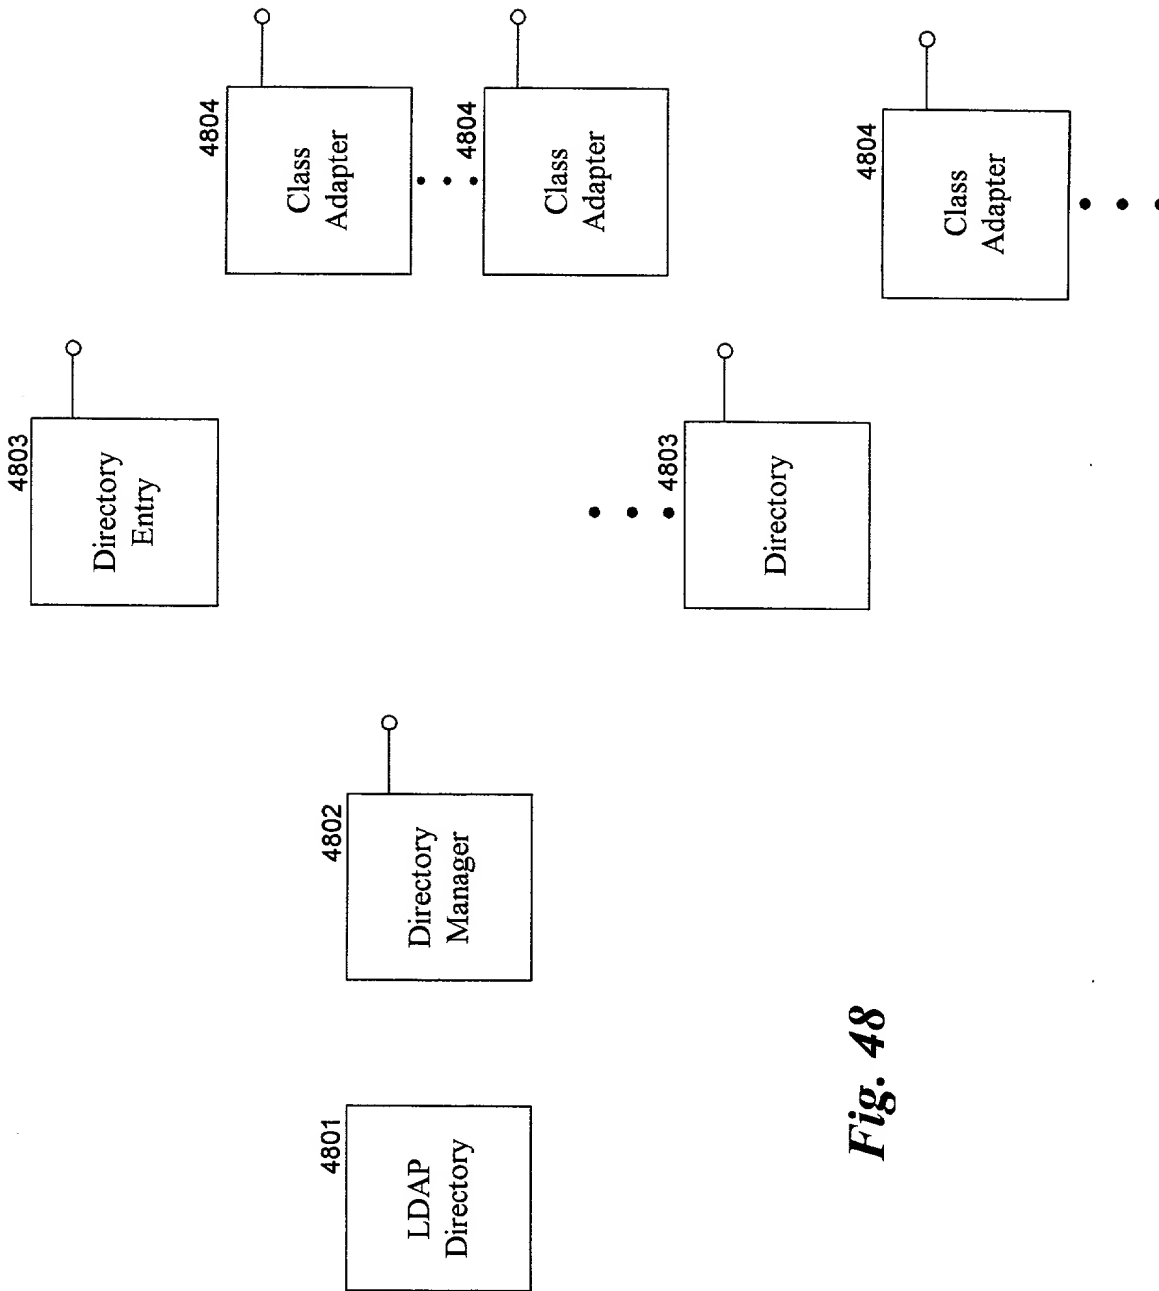 4801
LDAP
Directory
4802
Directory
Manager
4803
Directory
Entry
4803
Directory
4804
Class
Adapter
4804
Class
Adapter
4804
Class
Adapter
Fig. 48